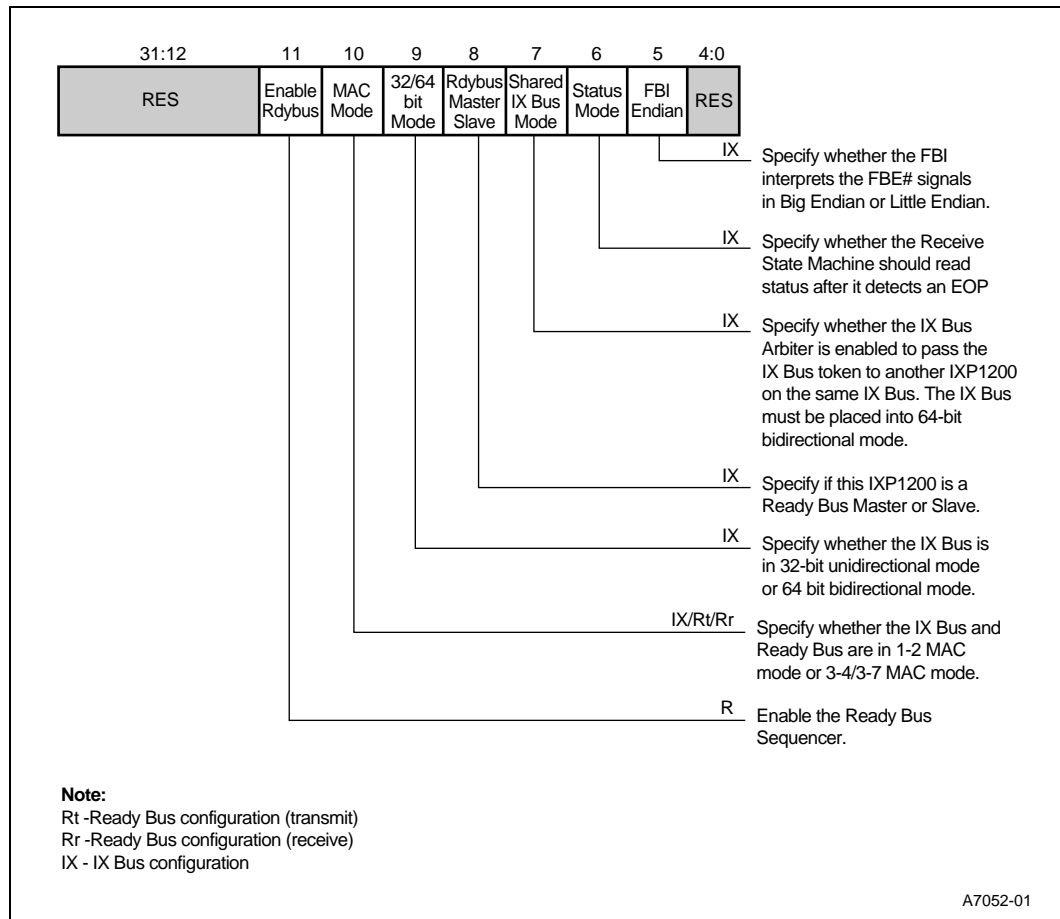 31:12 11 10 9 8 7 6 5 4:0
RES
Enable
Rdybus
MAC
Mode
32/64
bit
Mode
Rdybus
Master
Slave
Shared
IX Bus
Mode
Status
Mode
FBI
Endian
RES
IX
Specify whether the FBI
interprets the FBE# signals
in Big Endian or Little Endian.
IX
Specify whether the Receive
State Machine should read
status after it detects an EOP
IX
Specify whether the IX Bus
Arbiter is enabled to pass the
IX Bus token to another IXP1200
on the same IX Bus. The IX Bus
must be placed into 64-bit
bidirectional mode.
IX
Specify if this IXP1200 is a
Ready Bus Master or Slave.
IX
Specify whether the IX Bus is
in 32-bit unidirectional mode
or 64 bit bidirectional mode.
IX/Rt/Rr
Specify whether the IX Bus and
Ready Bus are in 1-2 MAC
mode or 3-4/3-7 MAC mode.
R
Enable the Ready Bus
Sequencer.
Note:
Rt -Ready Bus configuration (transmit)
Rr -Ready Bus configuration (receive)
IX - IX Bus configuration
A7052-01